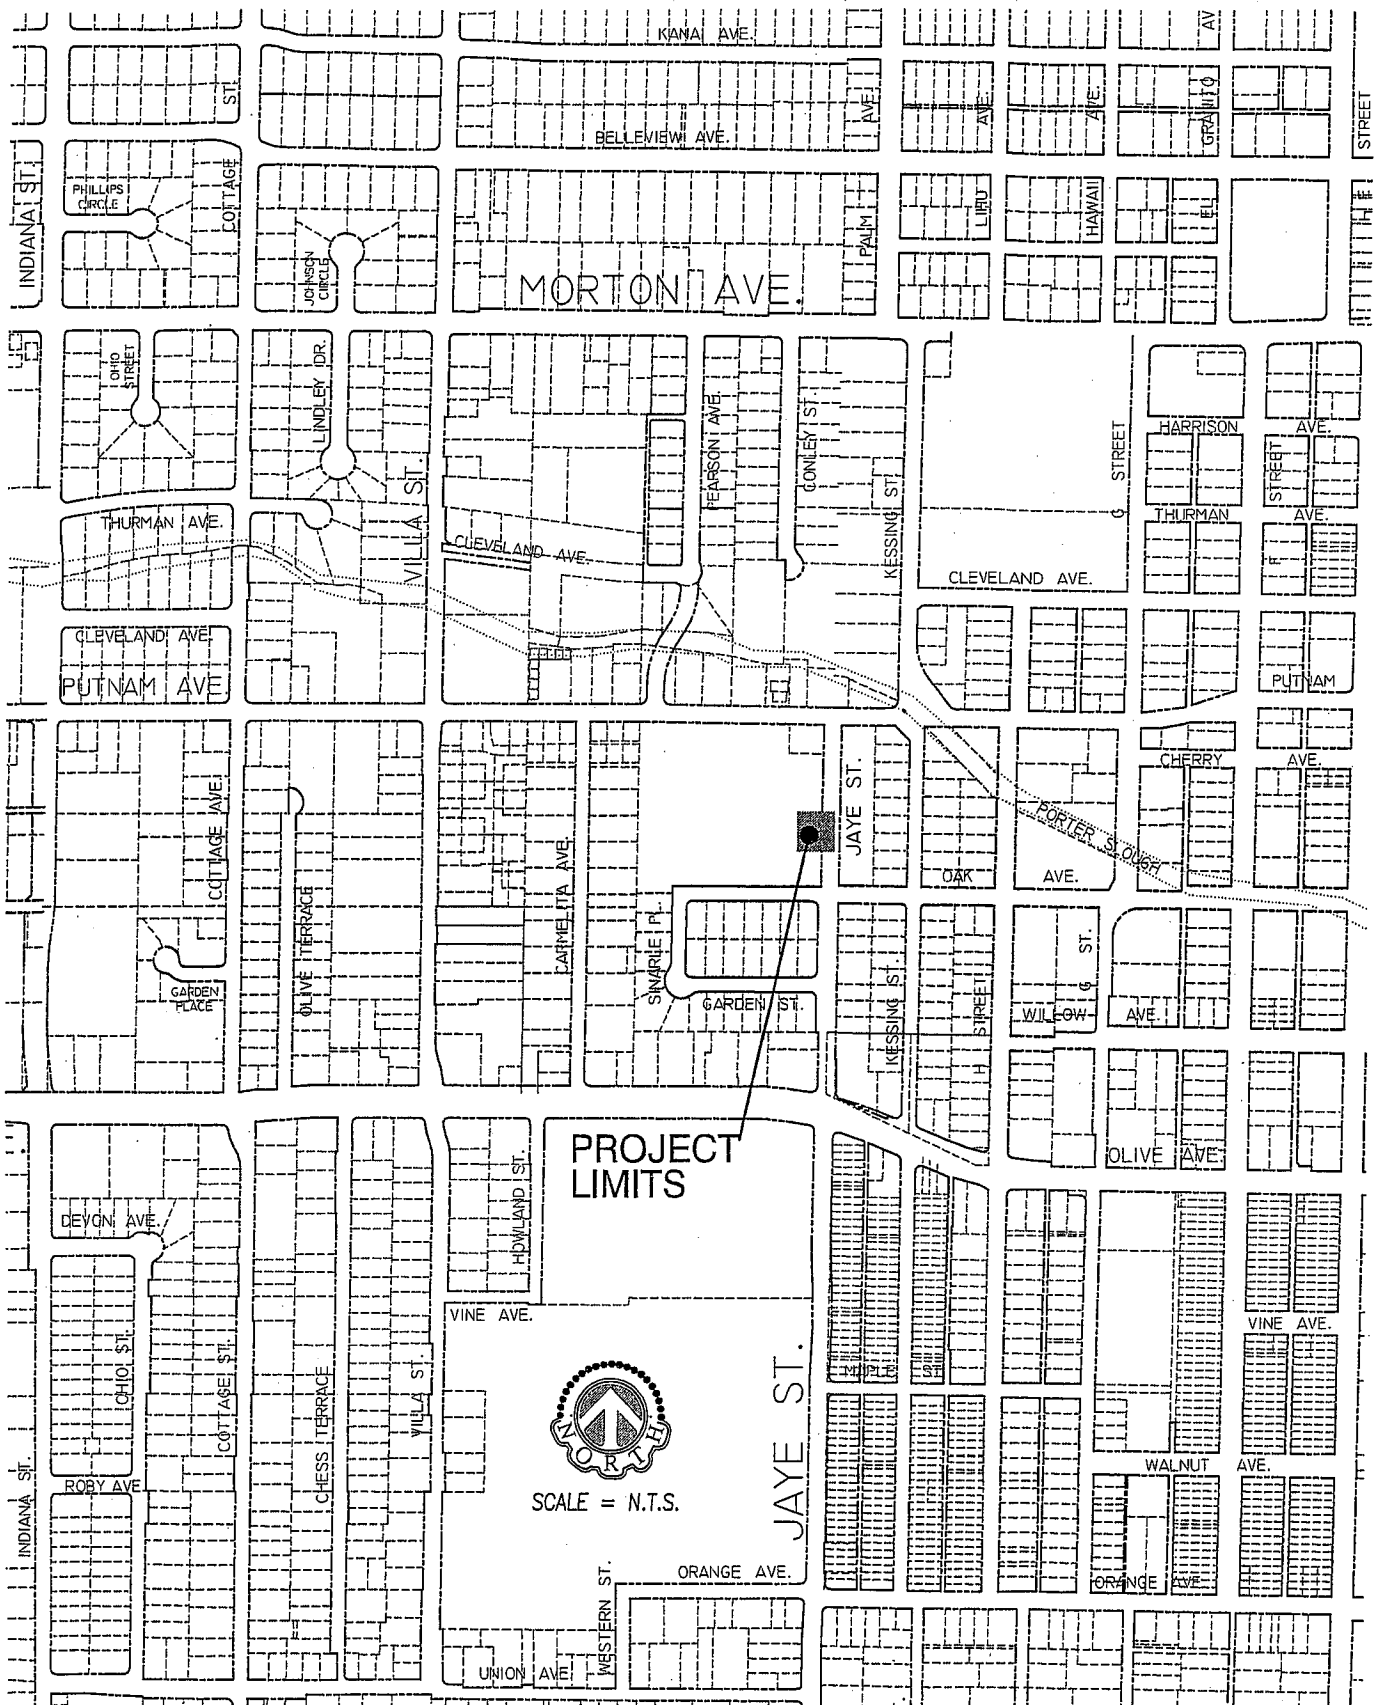 KANAI AVE.
AV
ST.
AVE.
AVE.
AVE.
GRANITO
STREET
BELLEVIEW AVE.
INDIANA ST.
PHILLIPS
CIRCLE
COTTAGE
JOHNSON
CIRCLE
PALM
LIHU
HAWAII
EL
THE
MORTON AVE.
OHIO
STREET
LINDLEY DR.
VILLA ST.
PEARSON AVE.
CONLEY ST.
KESSING ST.
G STREET
HARRISON AVE.
F STREET
THURMAN AVE.
THURMAN AVE.
CLEVELAND AVE.
CLEVELAND AVE.
CLEVELAND AVE.
PUTNAM AVE.
PUTNAM
CHERRY AVE.
COTTAGE AVE.
OLIVE TERRACE
CARMELITA AVE.
JAYE ST.
PORTER SLOUGH
OAK AVE.
SINARLE PL.
GARDEN
PLACE
GARDEN ST.
KESSING ST.
H STREET
G ST.
WILLOW AVE.
PROJECT
LIMITS
OLIVE AVE.
DEVON AVE.
HOWLAND ST.
VINE AVE.
VINE AVE.
OHIO ST.
COTTAGE ST.
CHESS TERRACE
VILLA ST.
MUPLE ST.
JAYE ST.
NORTH
SCALE = N.T.S.
WALNUT AVE.
INDIANA ST.
ROBY AVE
ORANGE AVE.
ORANGE AVE.
WESTERN ST.
UNION AVE